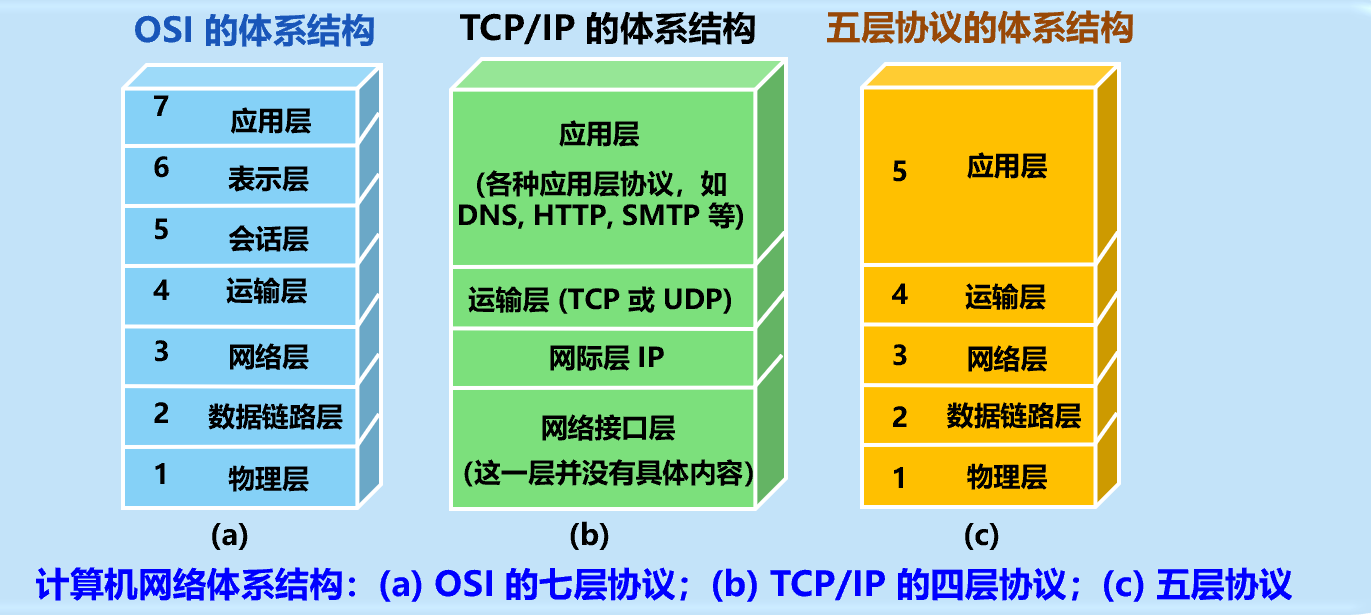 OSI 的体系结构
7 应用层
6 表示层
5 会话层
4 运输层
3 网络层
2 数据链路层
1 物理层
(a)
TCP/IP 的体系结构
应用层
(各种应用层协议，如
DNS, HTTP, SMTP 等)
运输层 (TCP 或 UDP)
网际层 IP
网络接口层
(这一层并没有具体内容)
(b)
五层协议的体系结构
5 应用层
4 运输层
3 网络层
2 数据链路层
1 物理层
(c)
计算机网络体系结构：(a) OSI 的七层协议；(b) TCP/IP 的四层协议；(c) 五层协议